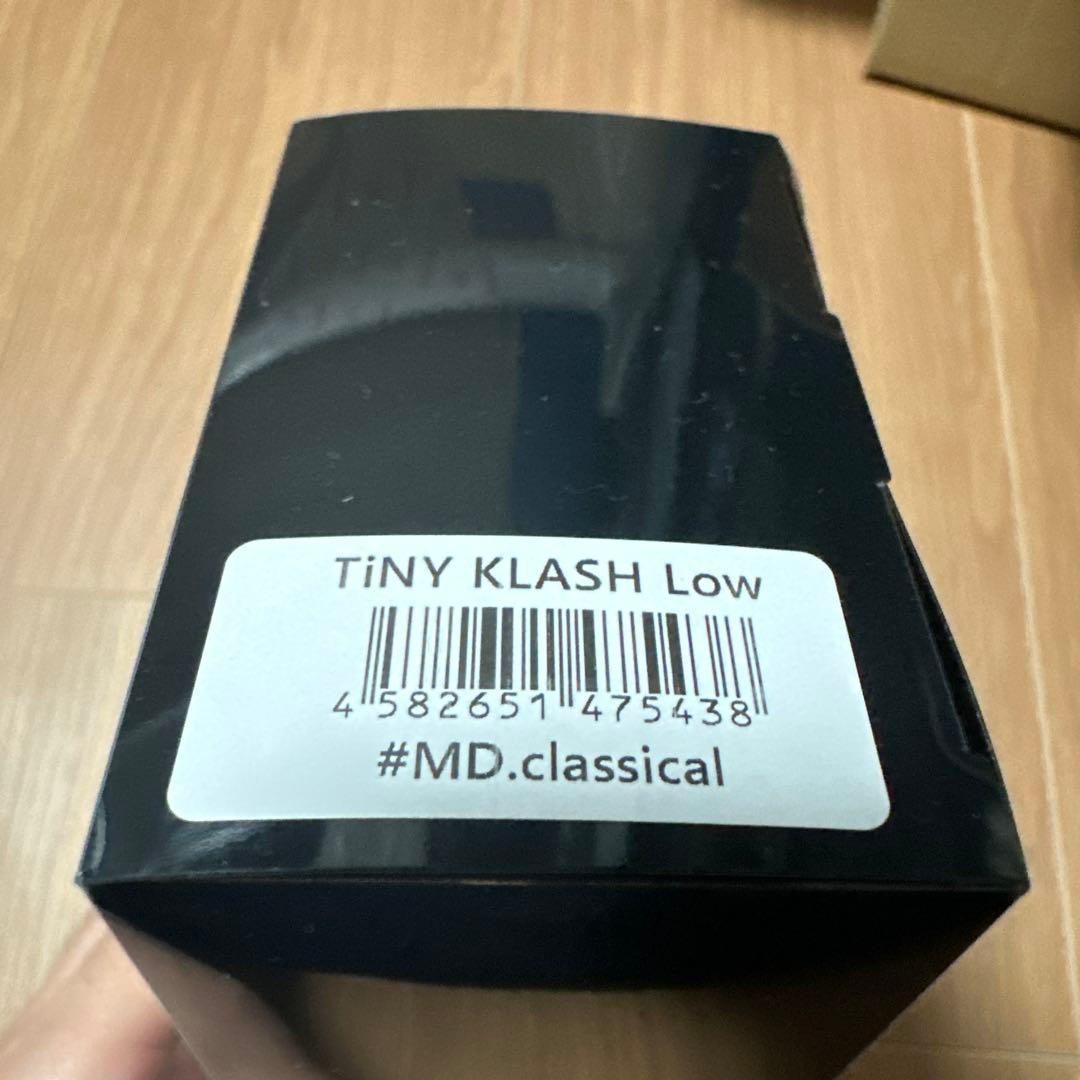 TiNY KLASH Low
4 582651 475438
#MD.classical